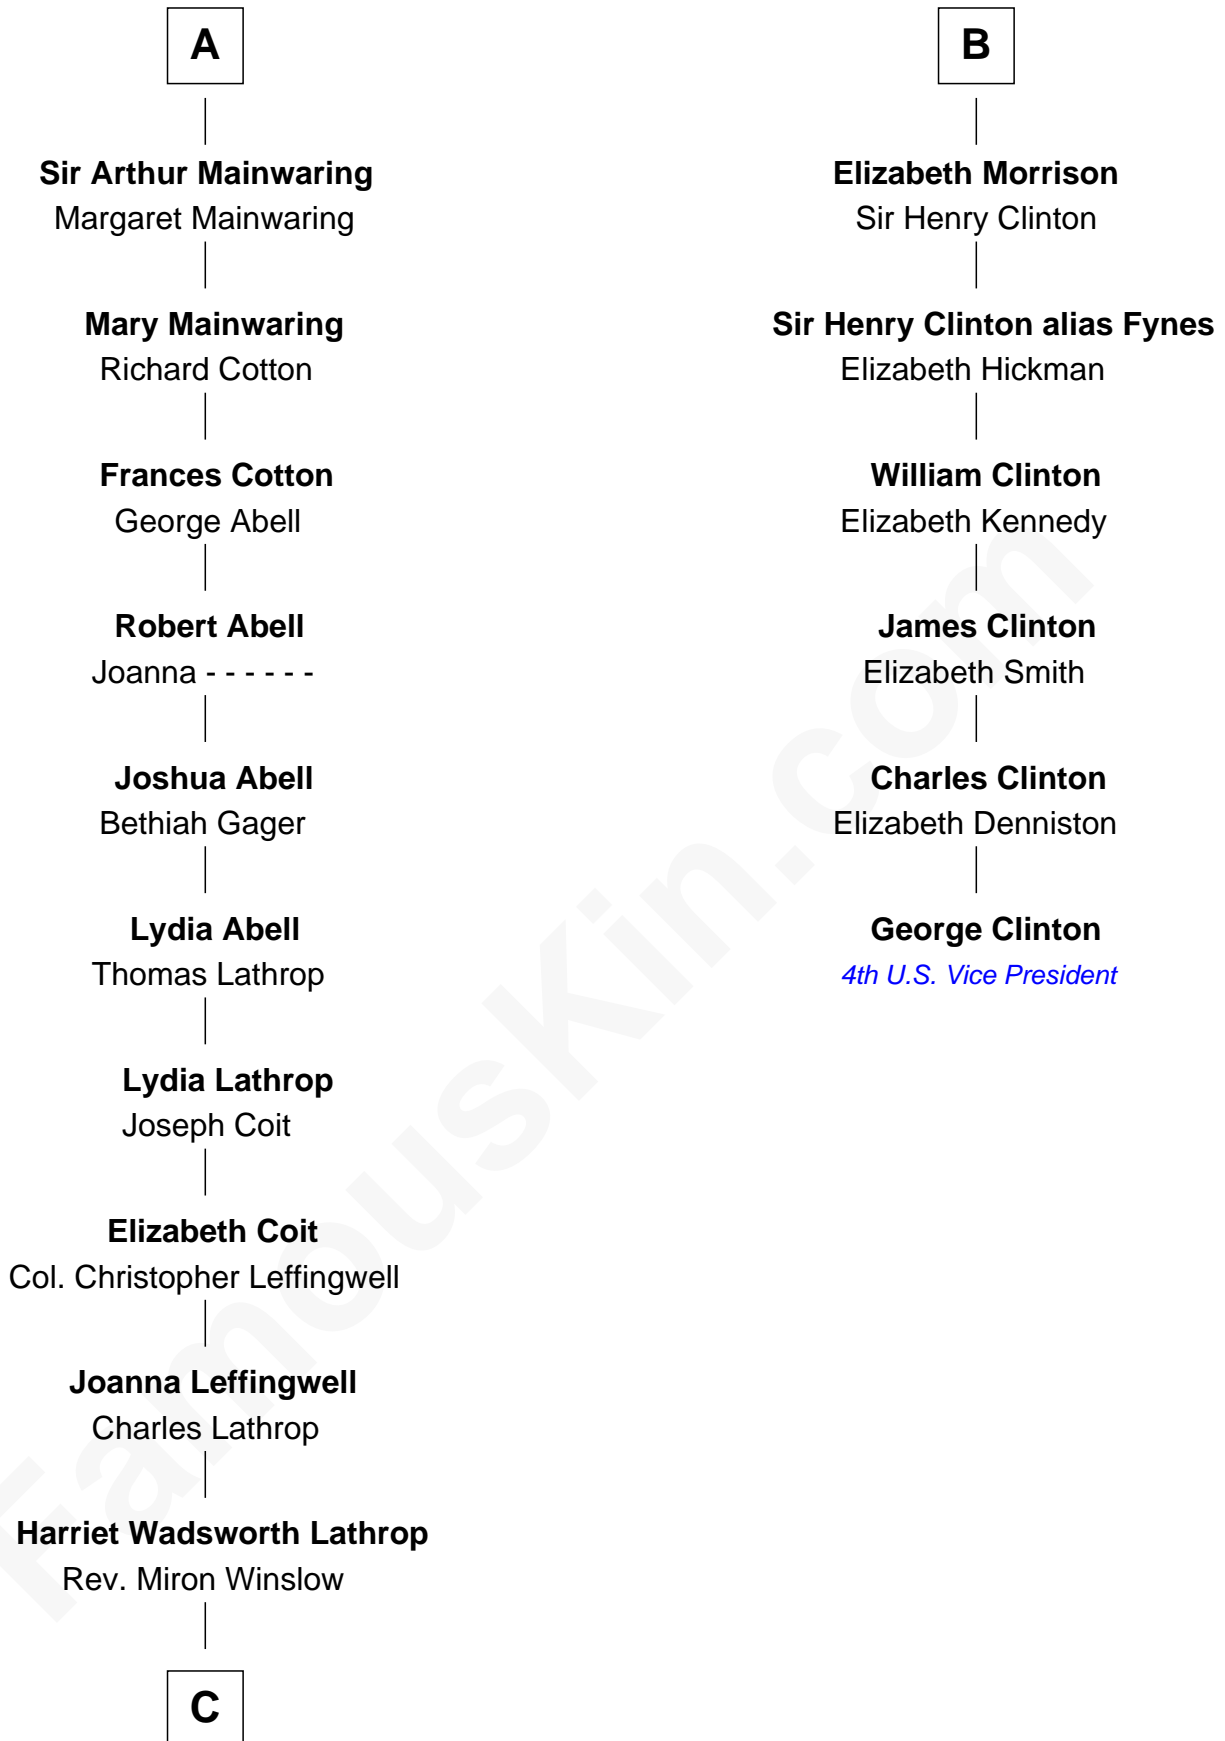 A
Sir Arthur Mainwaring
Margaret Mainwaring
Mary Mainwaring
Richard Cotton
Frances Cotton
George Abell
Robert Abell
Joanna - - - - - -
Joshua Abell
Bethiah Gager
Lydia Abell
Thomas Lathrop
Lydia Lathrop
Joseph Coit
Elizabeth Coit
Col. Christopher Leffingwell
Joanna Leffingwell
Charles Lathrop
Harriet Wadsworth Lathrop
Rev. Miron Winslow
C
B
Elizabeth Morrison
Sir Henry Clinton
Sir Henry Clinton alias Fynes
Elizabeth Hickman
William Clinton
Elizabeth Kennedy
James Clinton
Elizabeth Smith
Charles Clinton
Elizabeth Denniston
George Clinton
4th U.S. Vice President
FamousKin.com